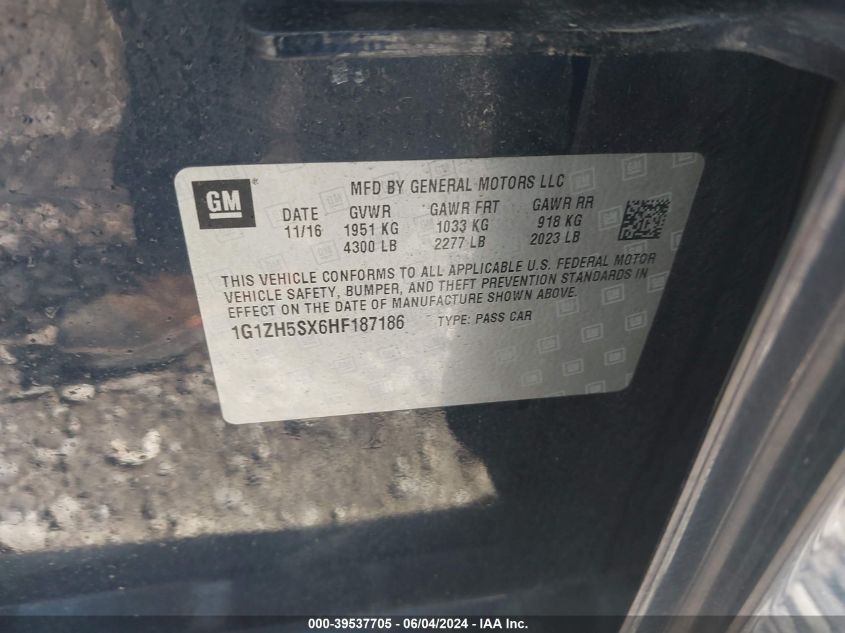 GM®
MFD BY GENERAL MOTORS LLC
DATE GVWR GAWR FRT GAWR RR
11/16 1951 KG 1033 KG 918 KG
4300 LB 2277 LB 2023 LB
THIS VEHICLE CONFORMS TO ALL APPLICABLE U.S. FEDERAL MOTOR
VEHICLE SAFETY, BUMPER, AND THEFT PREVENTION STANDARDS IN
EFFECT ON THE DATE OF MANUFACTURE SHOWN ABOVE.
1G1ZH5SX6HF187186 TYPE: PASS CAR
000-39537705 - 06/04/2024 - IAA Inc.